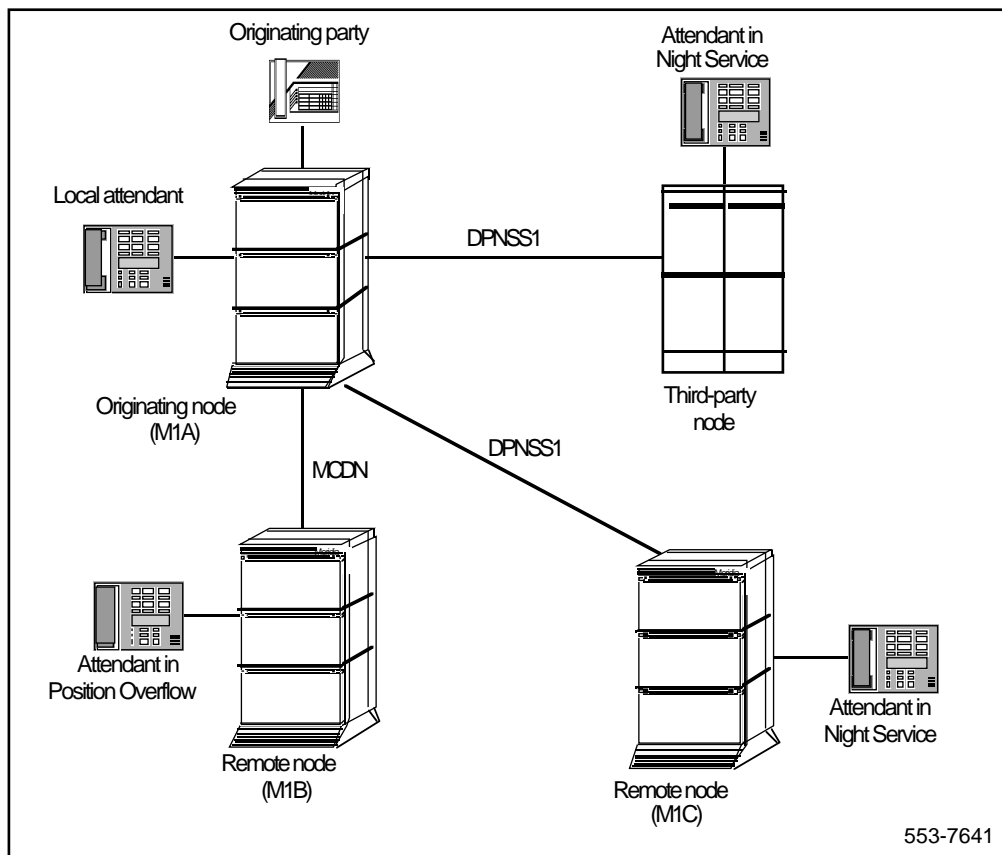 Originating party
Attendant in
Night Service
Local attendant
DPNSS1
Originating node
(M1A)
Third-party
node
DPNSS1
MCDN
Attendant in
Position Overflow
Attendant in
Night Service
Remote node
(M1B)
Remote node
(M1C)
553-7641